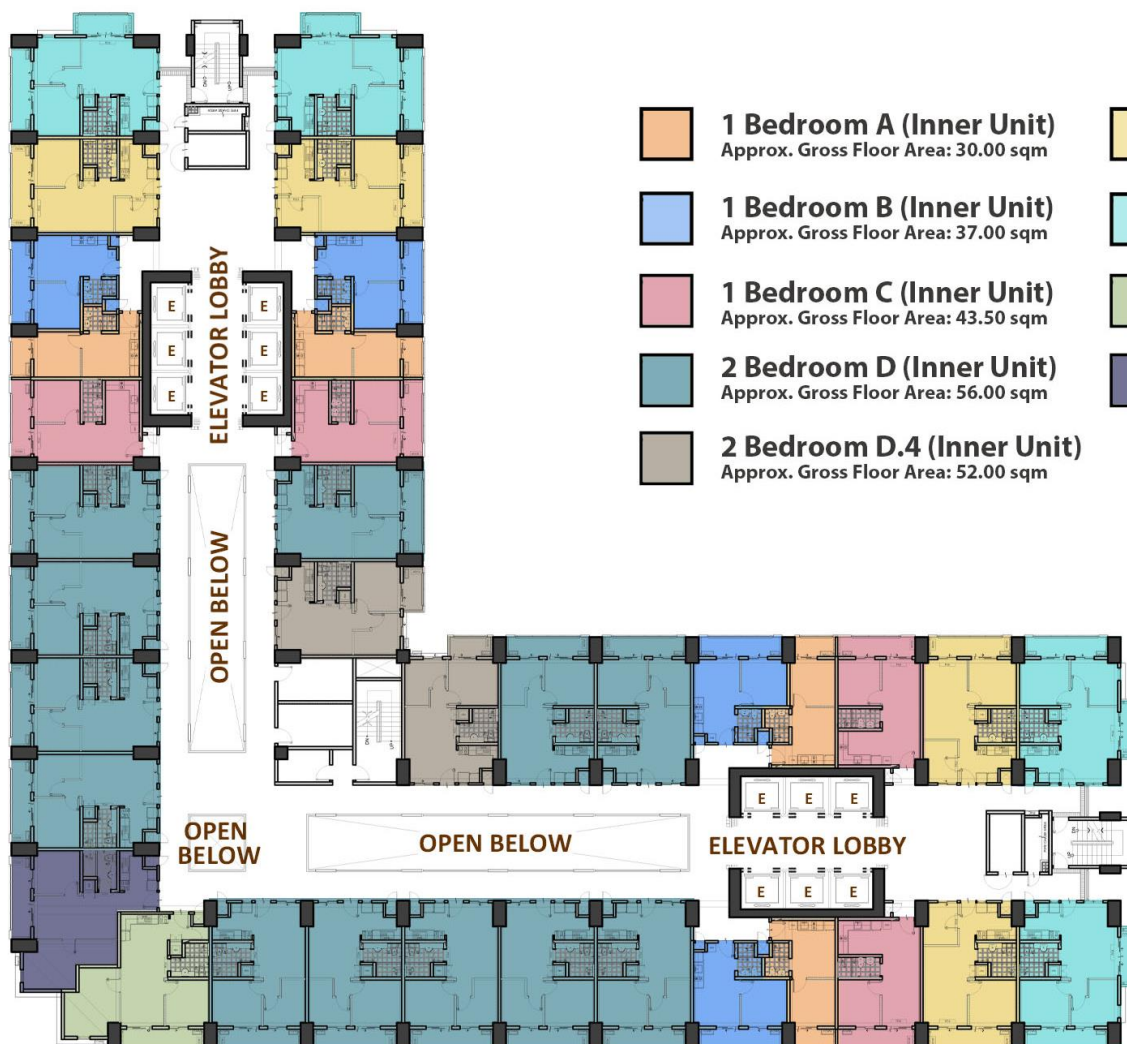 1 Bedroom A (Inner Unit)
Approx. Gross Floor Area: 30.00 sqm
1 Bedroom B (Inner Unit)
Approx. Gross Floor Area: 37.00 sqm
1 Bedroom C (Inner Unit)
Approx. Gross Floor Area: 43.50 sqm
2 Bedroom D (Inner Unit)
Approx. Gross Floor Area: 56.00 sqm
2 Bedroom D.4 (Inner Unit)
Approx. Gross Floor Area: 52.00 sqm
ELEVATOR LOBBY
E
E
E
E
E
E
OPEN BELOW
OPEN
BELOW
OPEN BELOW
ELEVATOR LOBBY
E
E
E
E
E
E